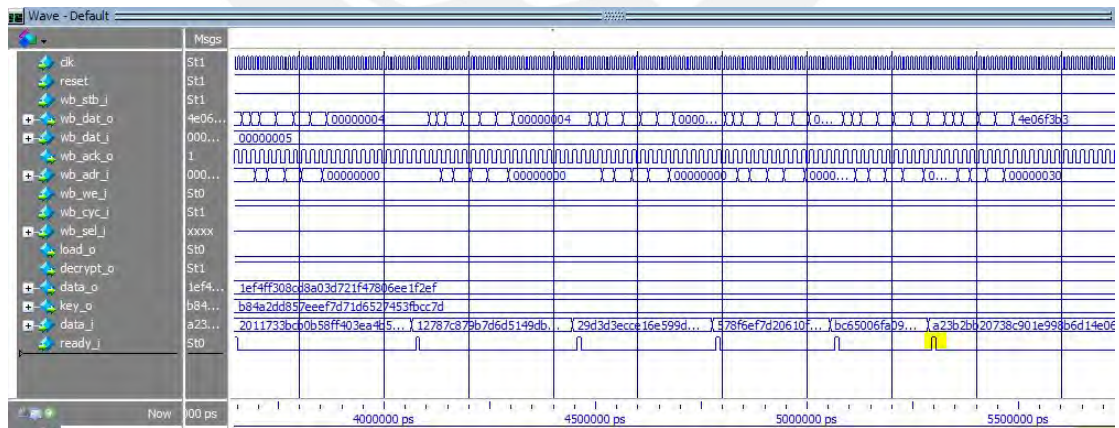 Wave - Default
Msgs
clk St1
reset St1
wb_stb_i St1
wb_dat_o 4e06... 00000004 00000004 0000... 0... 4e06f3b3
wb_dat_i 000... 00000005
wb_ack_o 1
wb_adr_i 000... 00000000 00000000 00000000 0000... 0... 00000030
wb_we_i St0
wb_cyc_i St1
wb_sel_i xxxx
load_o St0
decrypt_o St1
data_o 1ef4... 1ef4ff308cd8a03d721f47806ee1f2ef
key_o b84... b84a2dd857eeef7d71d6527453fbcc7d
data_i a23... 2011733bcb0b58ff403ea4b5... 12787c879b7d6d5149db... 29d3d3ecce16e599d... 578f6ef7d20610f... bc65006fa09... a23b2bb20738c901e998b6d14e06
ready_i St0
Now 000 ps 4000000 ps 4500000 ps 5000000 ps 5500000 ps